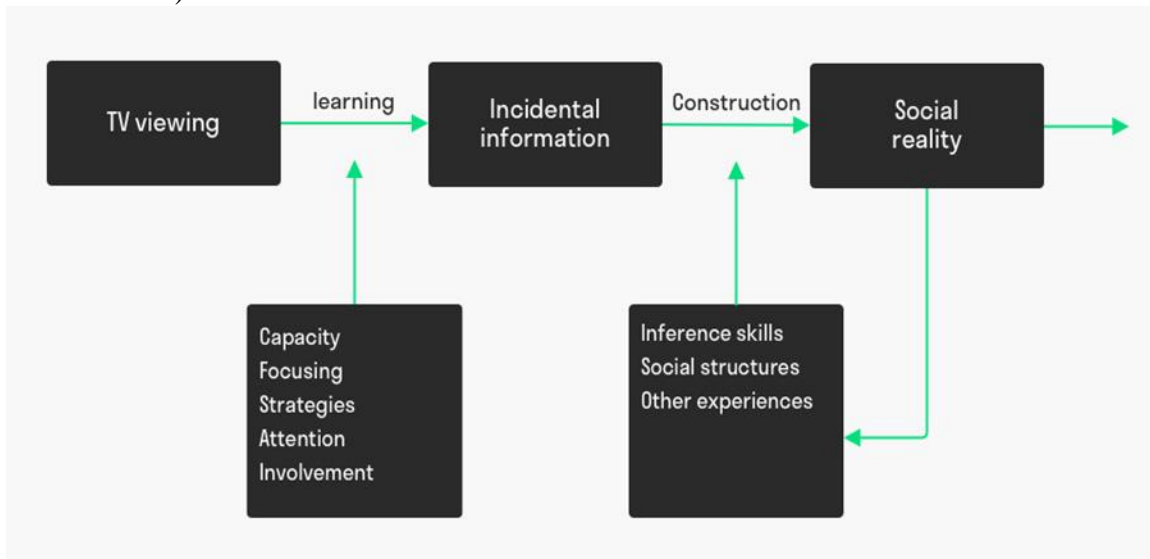 )
TV viewing
learning
Incidental
information
Construction
Social
reality
Capacity
Focusing
Strategies
Attention
Involvement
Inference skills
Social structures
Other experiences